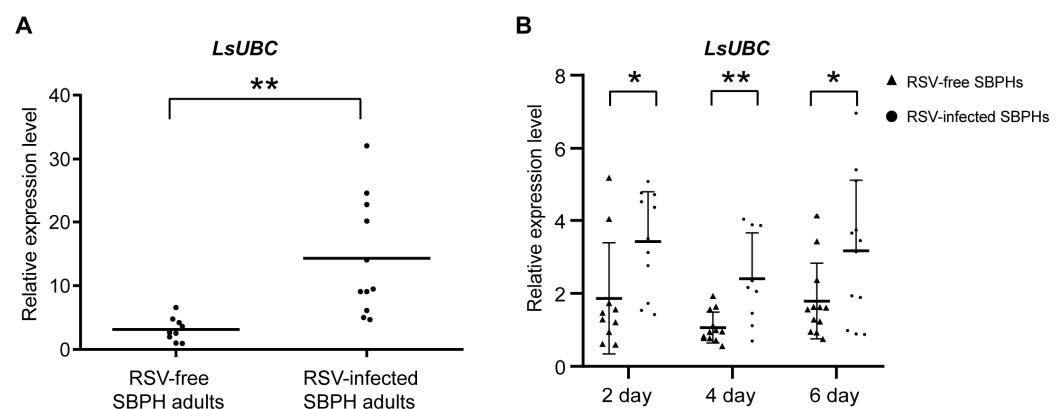 A
LsUBC
**
Relative expression level
40
30
20
10
0
RSV-free
SBPH adults
RSV-infected
SBPH adults
B
LsUBC
* ** *
Relative expression level
8
6
4
2
0
2 day 4 day 6 day
RSV-free SBPHs
RSV-infected SBPHs